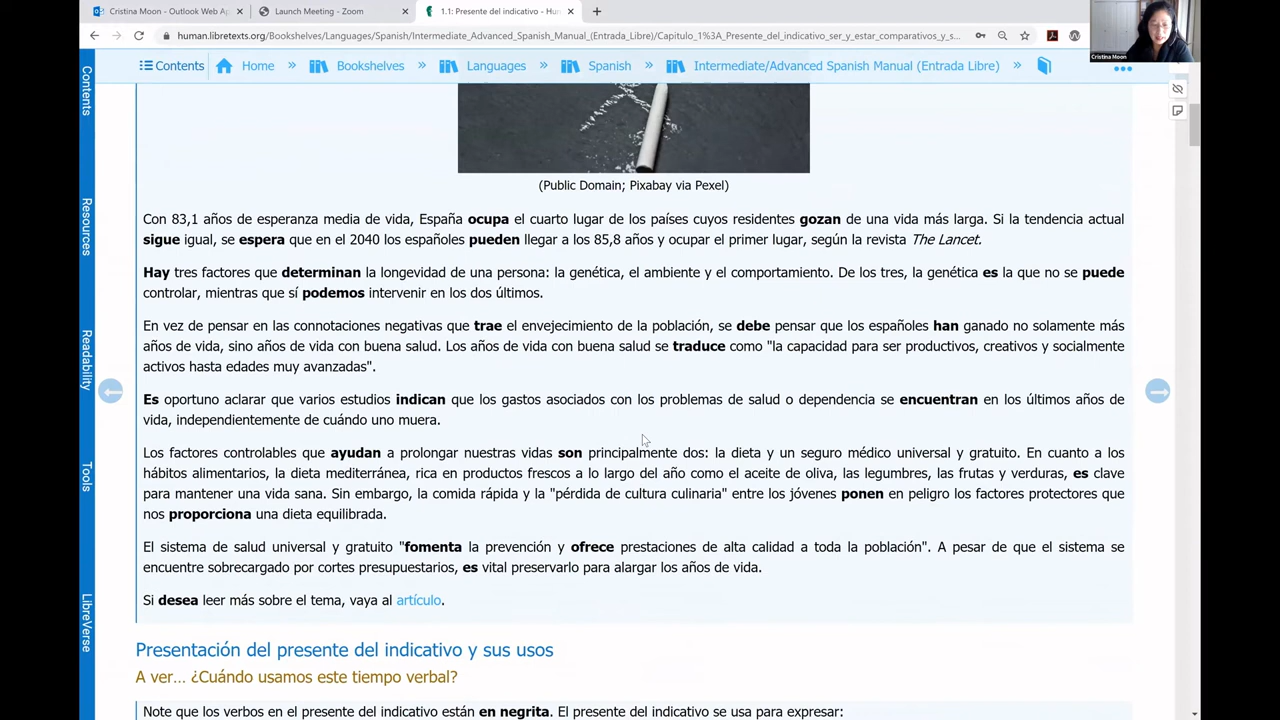 Cristina Moon - Outlook Web Ap
Launch Meeting - Zoom
1.1: Presente del indicativo - Hum
human.libretexts.org/Bookshelves/Languages/Spanish/Intermediate_Advanced_Spanish_Manual_(Entrada_Libre)/Capitulo_1%3A_Presente_del_indicativo_ser_y_estar_comparativos_y_s...
Cristina Moon
Contents
Home » Bookshelves » Languages » Spanish » Intermediate/Advanced Spanish Manual (Entrada Libre) »
Contents
Resources
Readability
Tools
LibreVerse
(Public Domain; Pixabay via Pexel)
Con 83,1 años de esperanza media de vida, España ocupa el cuarto lugar de los países cuyos residentes gozan de una vida más larga. Si la tendencia actual
sigue igual, se espera que en el 2040 los españoles pueden llegar a los 85,8 años y ocupar el primer lugar, según la revista The Lancet.
Hay tres factores que determinan la longevidad de una persona: la genética, el ambiente y el comportamiento. De los tres, la genética es la que no se puede
controlar, mientras que sí podemos intervenir en los dos últimos.
En vez de pensar en las connotaciones negativas que trae el envejecimiento de la población, se debe pensar que los españoles han ganado no solamente más
años de vida, sino años de vida con buena salud. Los años de vida con buena salud se traduce como "la capacidad para ser productivos, creativos y socialmente
activos hasta edades muy avanzadas".
Es oportuno aclarar que varios estudios indican que los gastos asociados con los problemas de salud o dependencia se encuentran en los últimos años de
vida, independientemente de cuándo uno muera.
Los factores controlables que ayudan a prolongar nuestras vidas son principalmente dos: la dieta y un seguro médico universal y gratuito. En cuanto a los
hábitos alimentarios, la dieta mediterránea, rica en productos frescos a lo largo del año como el aceite de oliva, las legumbres, las frutas y verduras, es clave
para mantener una vida sana. Sin embargo, la comida rápida y la "pérdida de cultura culinaria" entre los jóvenes ponen en peligro los factores protectores que
nos proporciona una dieta equilibrada.
El sistema de salud universal y gratuito "fomenta la prevención y ofrece prestaciones de alta calidad a toda la población". A pesar de que el sistema se
encuentre sobrecargado por cortes presupuestarios, es vital preservarlo para alargar los años de vida.
Si desea leer más sobre el tema, vaya al artículo.
Presentación del presente del indicativo y sus usos
A ver... ¿Cuándo usamos este tiempo verbal?
Note que los verbos en el presente del indicativo están en negrita. El presente del indicativo se usa para expresar: